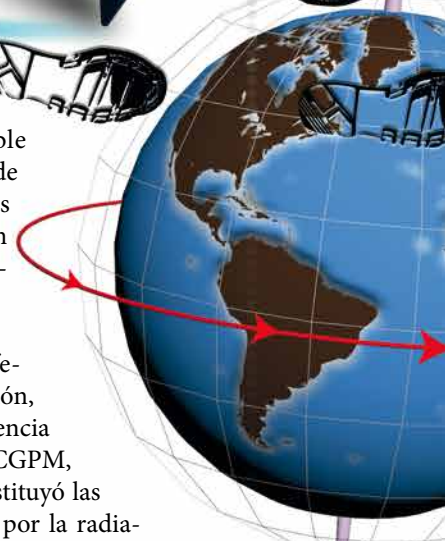 ble
de
s
n
-
fe-
ón,
encia
CGPM,
stituyó las
por la radia-